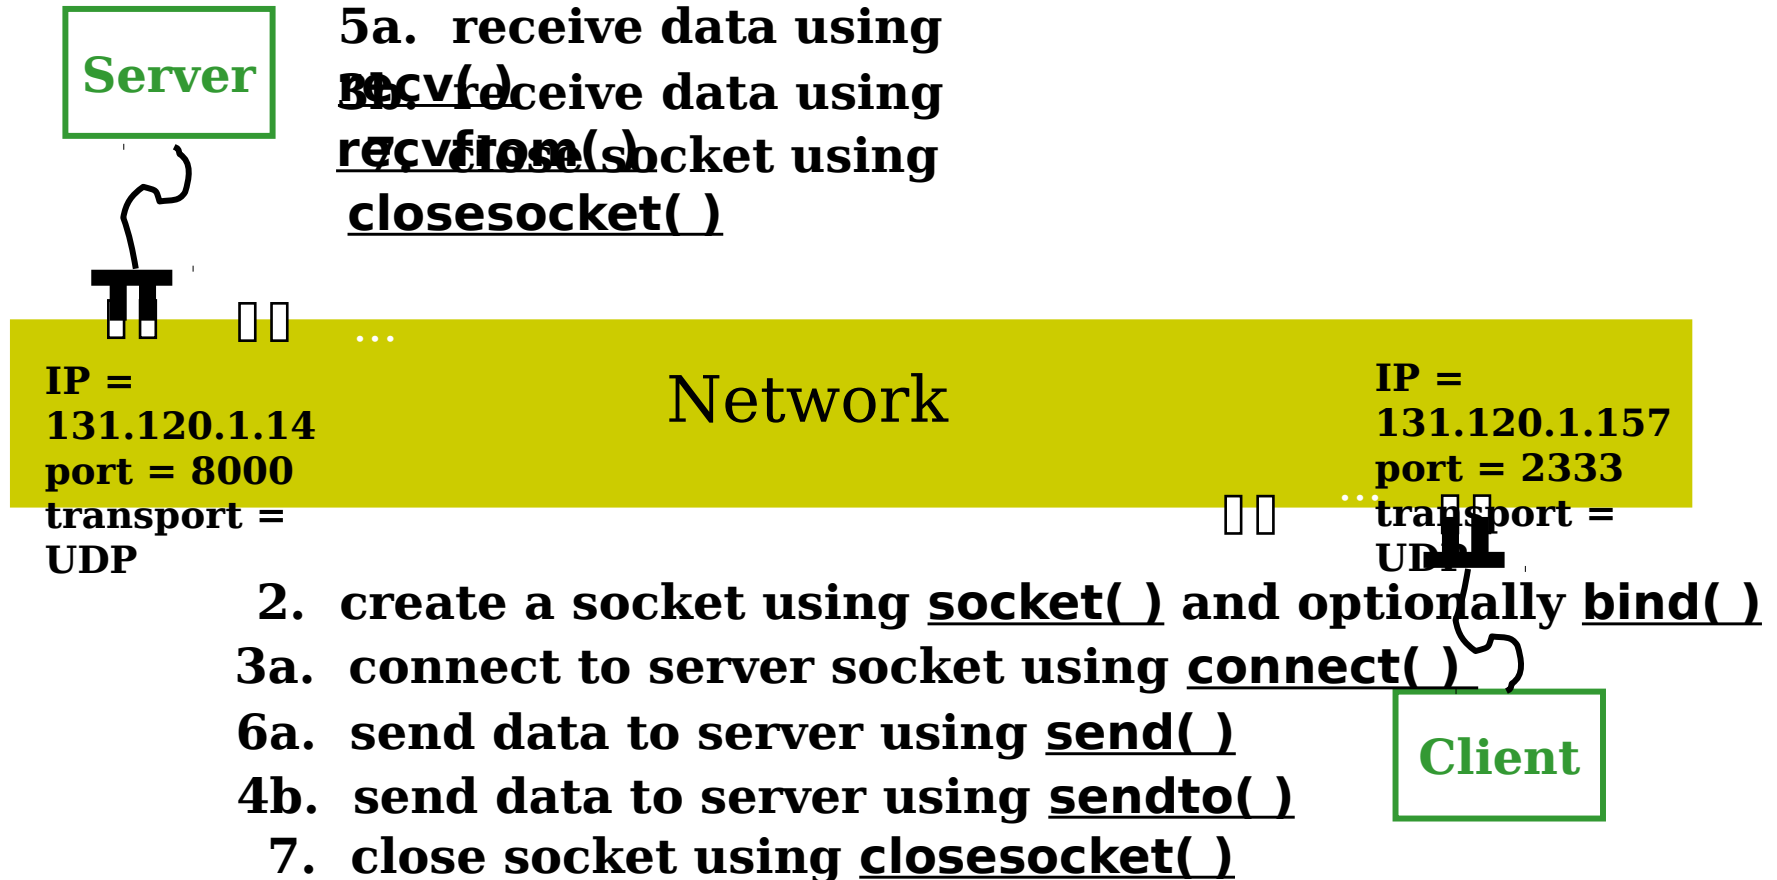 Server
5a. receive data using
recv( )
3b. receive data using
recvfrom( )
7. close socket using
closesocket( )
...
IP =
131.120.1.14
port = 8000
transport =
UDP
Network
IP =
131.120.1.157
port = 2333
transport =
UDP
...
2. create a socket using socket( ) and optionally bind( )
3a. connect to server socket using connect( )
6a. send data to server using send( )
4b. send data to server using sendto( )
7. close socket using closesocket( )
Client